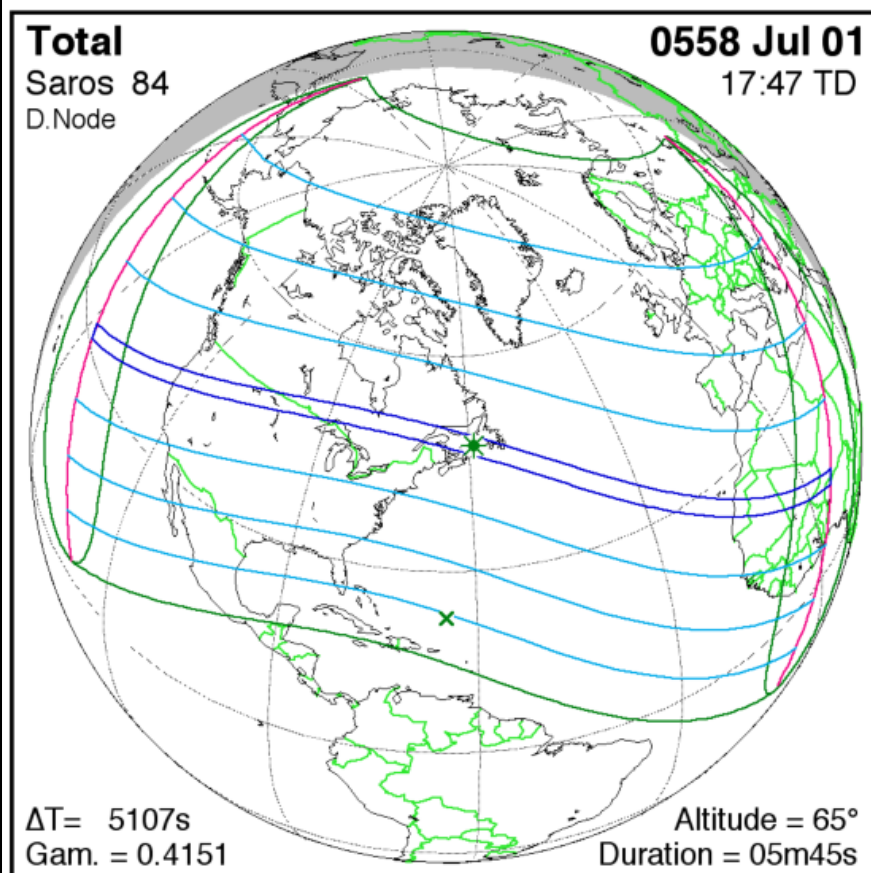 Total
0558 Jul 01
Saros 84
17:47 TD
D.Node
ΔT= 5107s
Altitude = 65°
Gam. = 0.4151
Duration = 05m45s